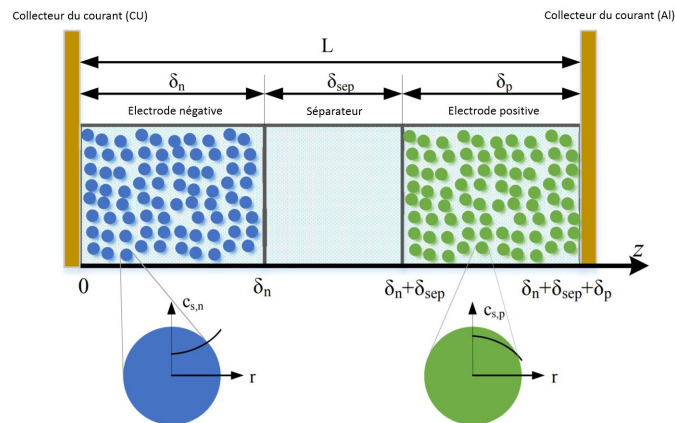 Collecteur du courant (CU)
Collecteur du courant (Al)
L
δn
δsep
δp
Electrode négative
Séparateur
Electrode positive
z
0
δn
δn+δsep
δn+δsep+δp
cs,n
cs,p
r
r